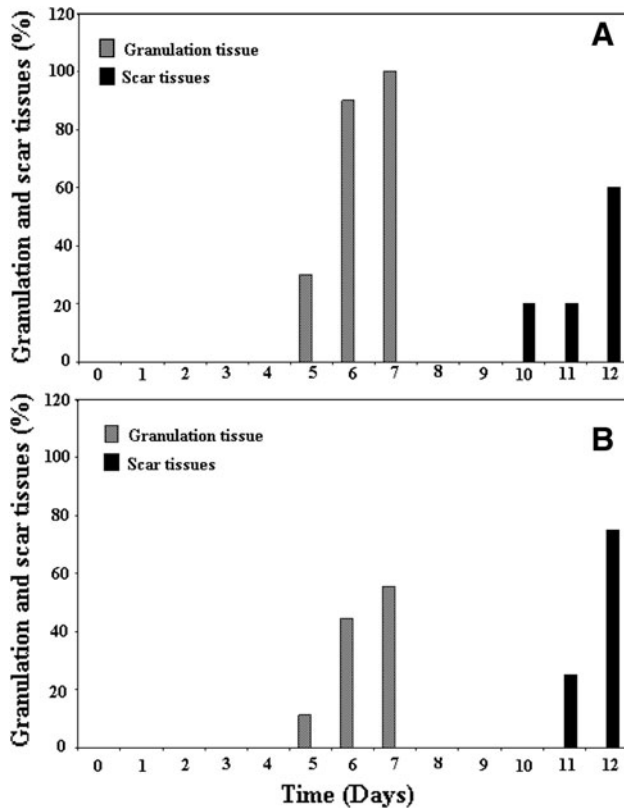 Granulation and scar tissues (%)
120
100
80
60
40
20
0
Granulation tissue
Scar tissues
A
0 1 2 3 4 5 6 7 8 9 10 11 12
Granulation and scar tissues (%)
120
100
80
60
40
20
0
Granulation tissue
Scar tissues
B
0 1 2 3 4 5 6 7 8 9 10 11 12
Time (Days)